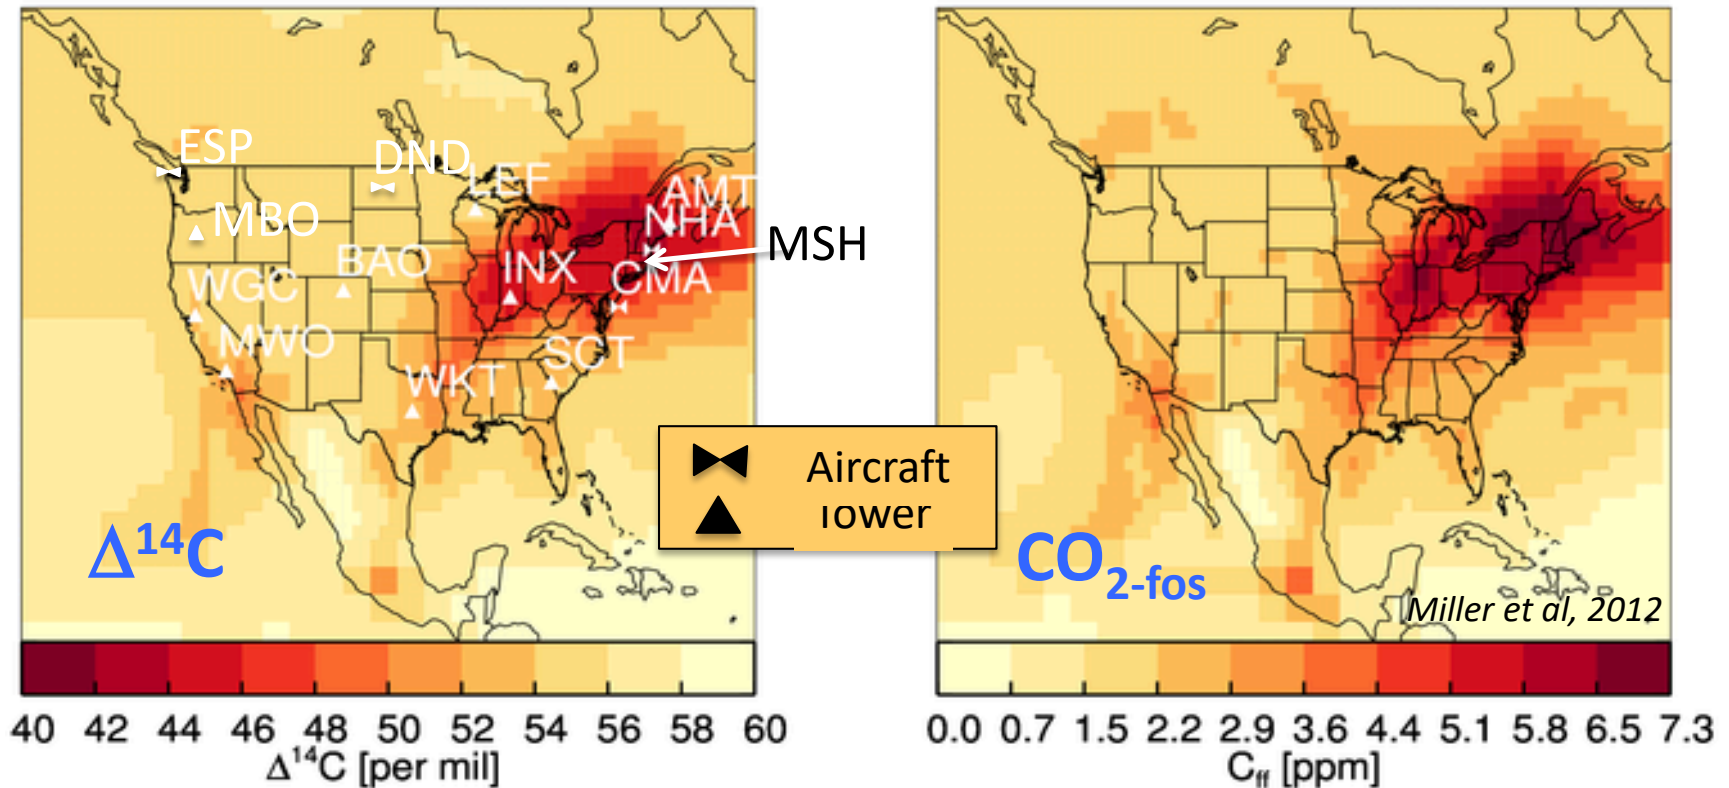 ESP
DND
LEF
AMT
MBO
NHA
MSH
BAO
INX
CMA
WGC
MWO
SCT
WKT
Aircraft
Tower
Δ¹⁴C
CO₂₋fos
Miller et al, 2012
40 42 44 46 48 50 52 54 56 58 60
Δ¹⁴C [per mil]
0.0 0.7 1.5 2.2 2.9 3.6 4.4 5.1 5.8 6.5 7.3
Cff [ppm]